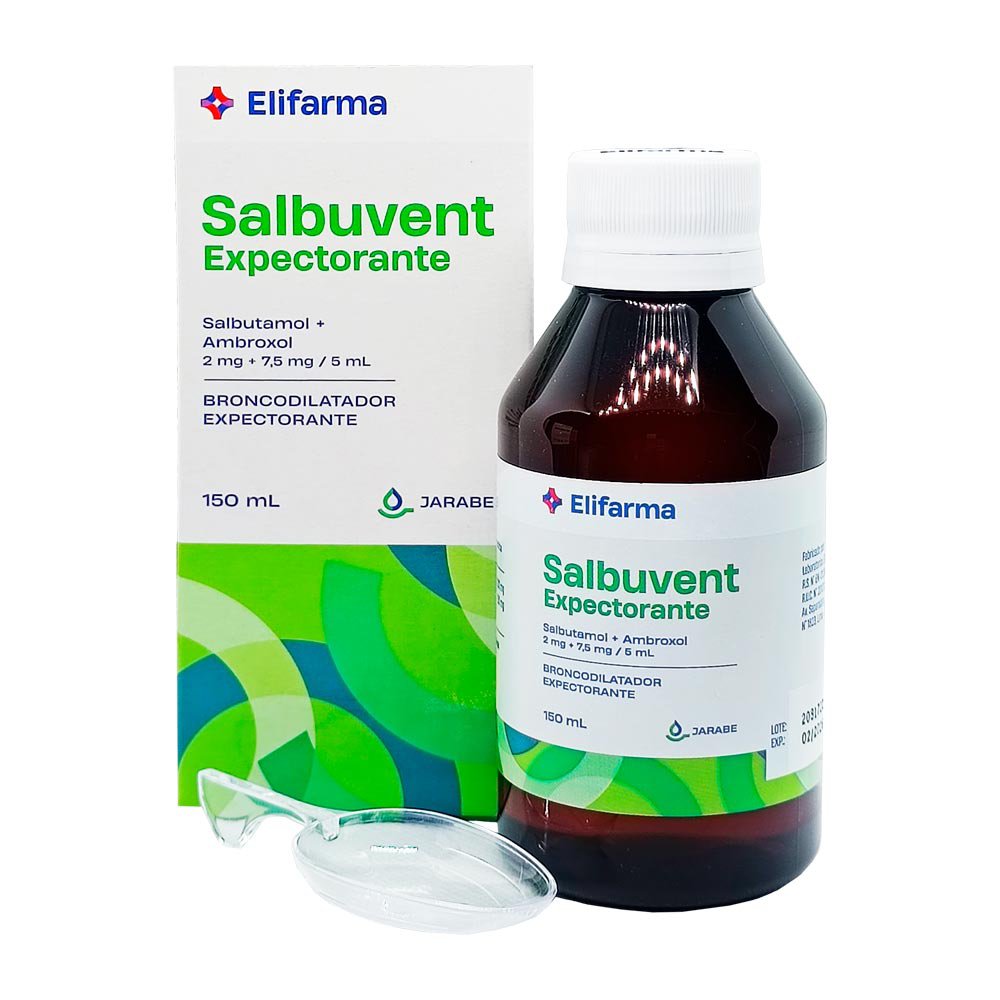 Elifarma
Salbuvent
Expectorante
Salbutamol +
Ambroxol
2 mg + 7,5 mg / 5 mL
BRONCODILATADOR
EXPECTORANTE
150 mL
JARABE
Elifarma
Elifarma
Salbuvent
Expectorante
Salbutamol + Ambroxol
2 mg + 7,5 mg / 5 mL
BRONCODILATADOR
EXPECTORANTE
150 mL
JARABE
LOTE:
EXP.: